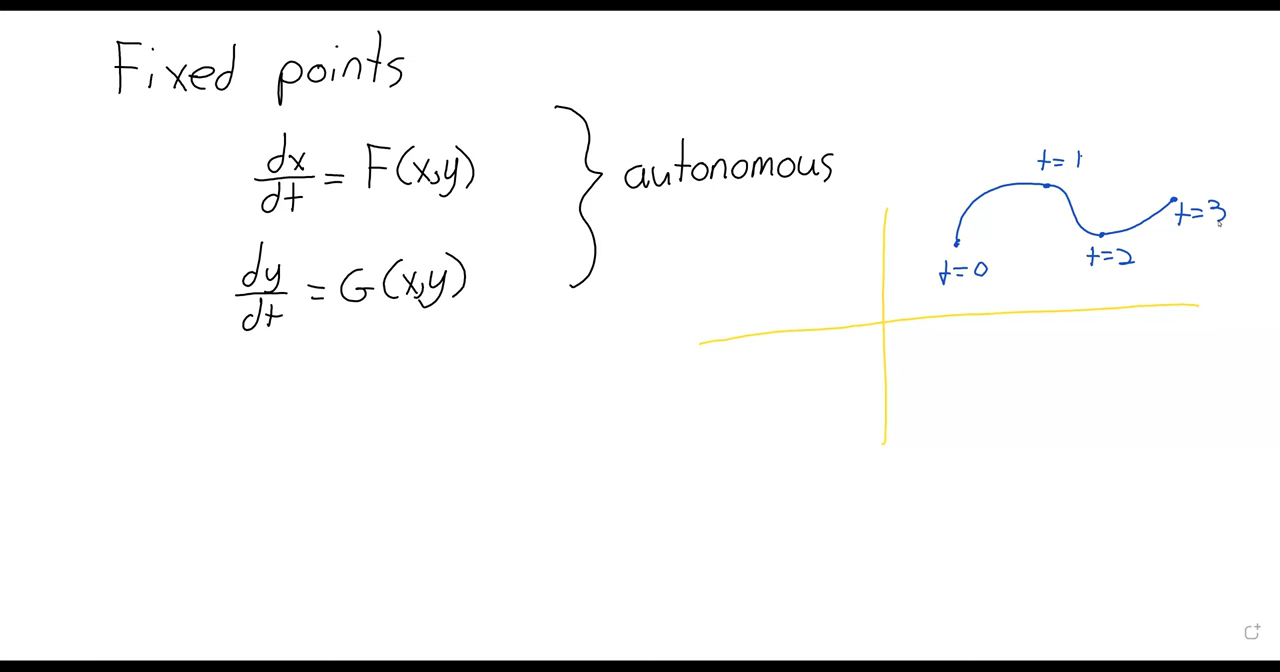 Fixed points
dx/dt = F(x,y)
autonomous
dy/dt = G(x,y)
t=1
t=3
t=2
t=0